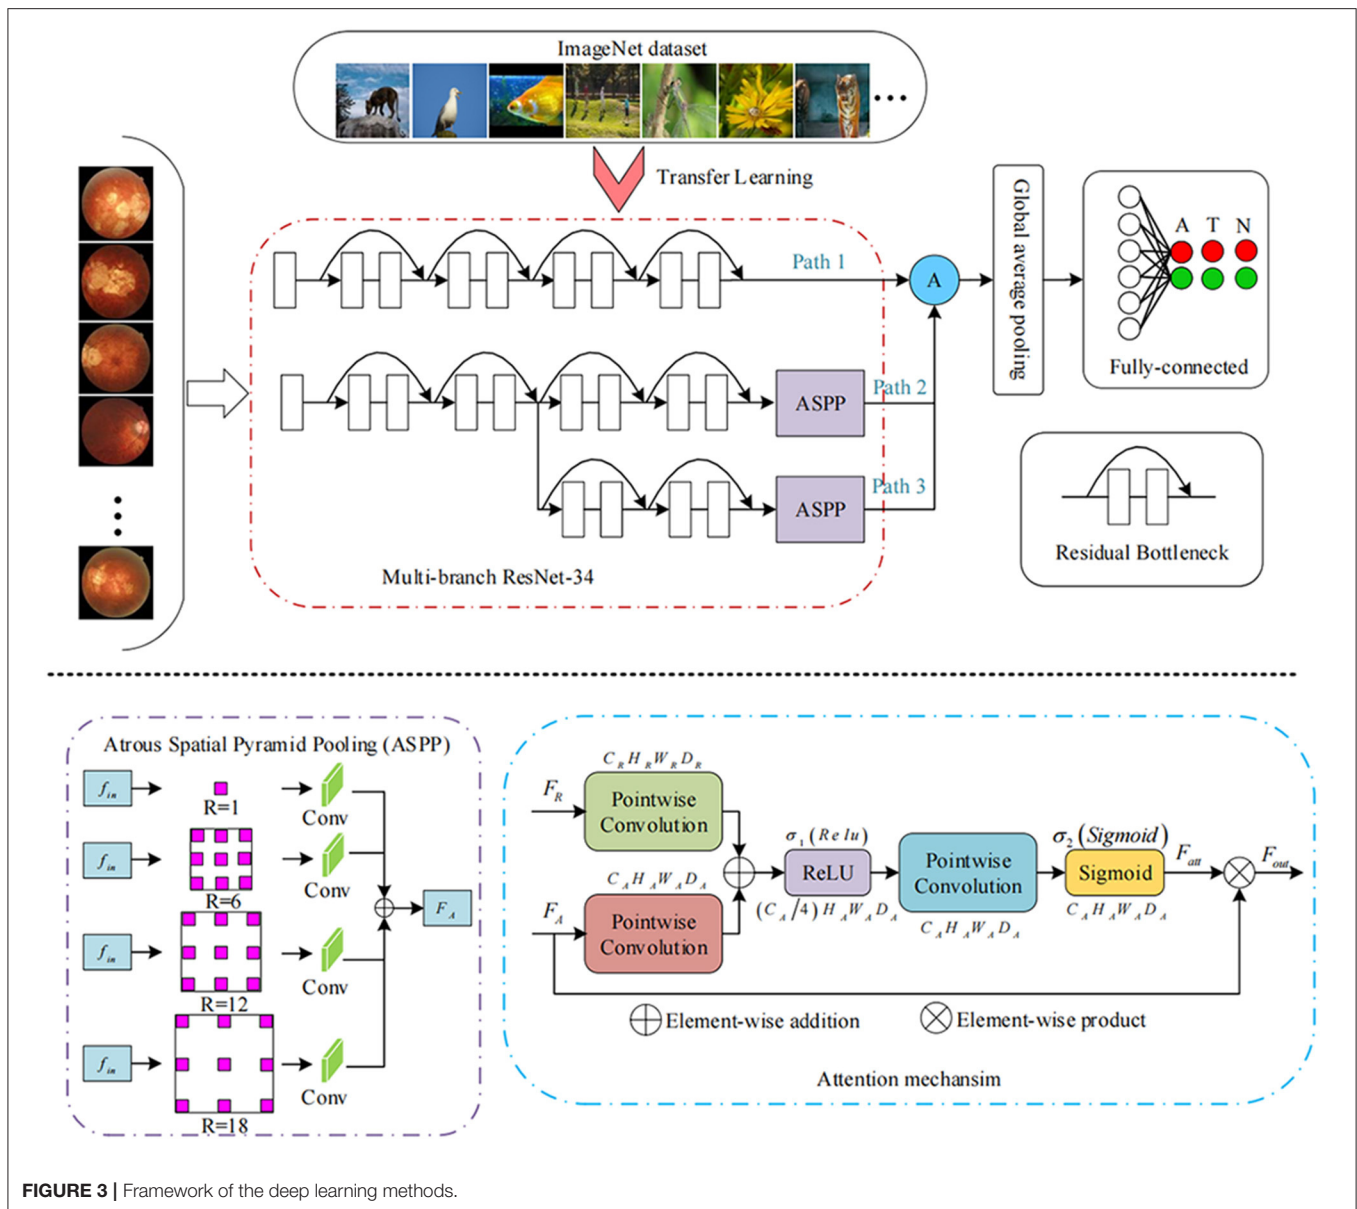 ImageNet dataset
Transfer Learning
Path 1
A
Global average pooling
A T N
Fully-connected
ASPP
Path 2
ASPP
Path 3
Multi-branch ResNet-34
Residual Bottleneck
Atrous Spatial Pyramid Pooling (ASPP)
f_in
R=1
Conv
f_in
R=6
Conv
f_in
R=12
Conv
f_in
R=18
Conv
F_A
C_R H_R W_R D_R
F_R
Pointwise
Convolution
C_A H_A W_A D_A
F_A
Pointwise
Convolution
σ_1(Relu)
ReLU
(C_A/4) H_A W_A D_A
Pointwise
Convolution
C_A H_A W_A D_A
σ_2(Sigmoid)
Sigmoid
C_A H_A W_A D_A
F_att
F_out
Element-wise addition
Element-wise product
Attention mechansim
FIGURE 3 | Framework of the deep learning methods.